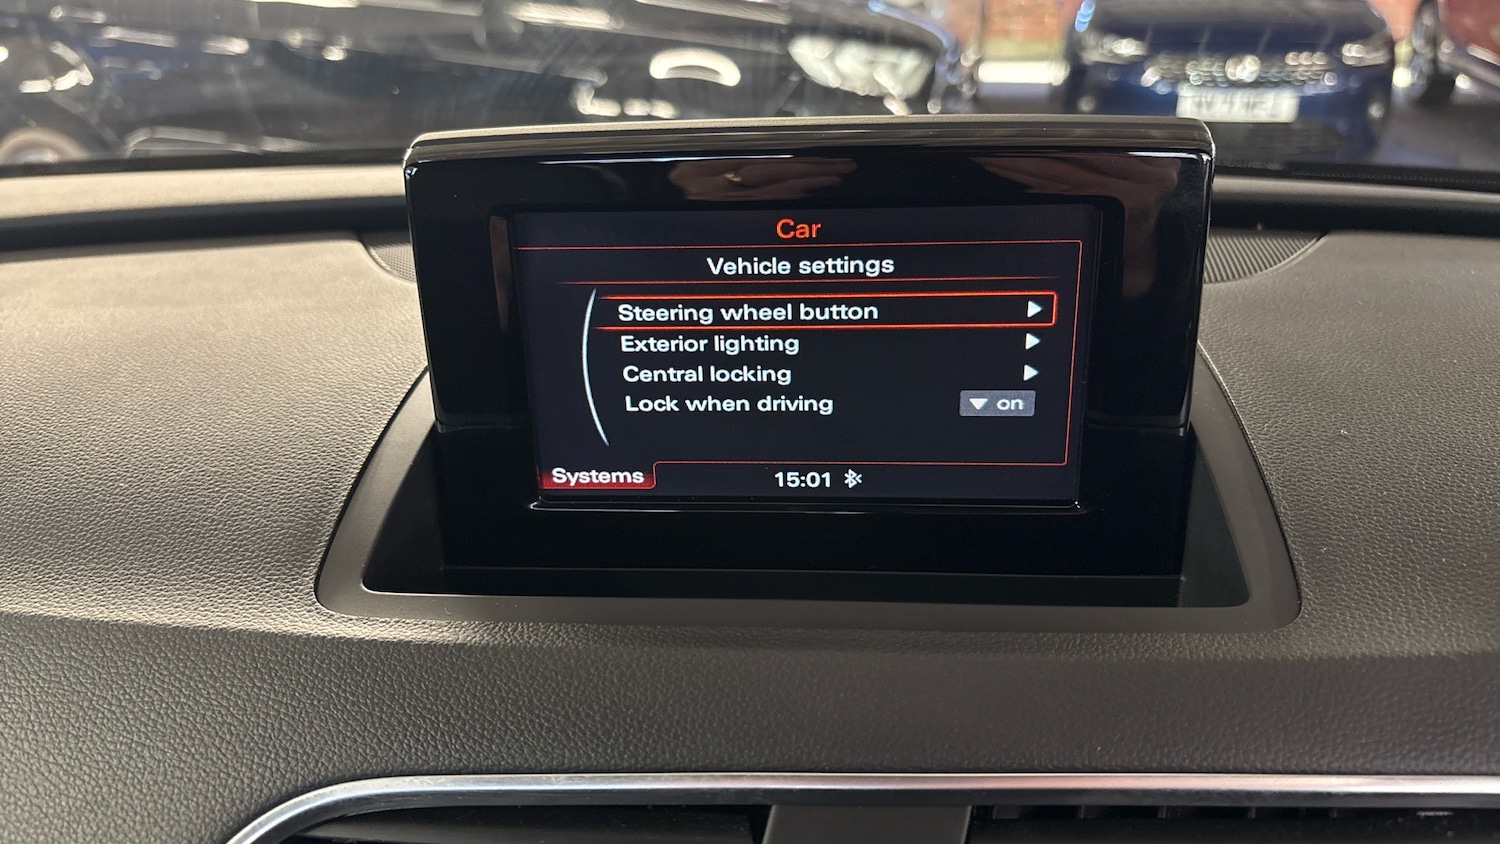 Car
Vehicle settings
Steering wheel button
Exterior lighting
Central locking
Lock when driving on
Systems 15:01